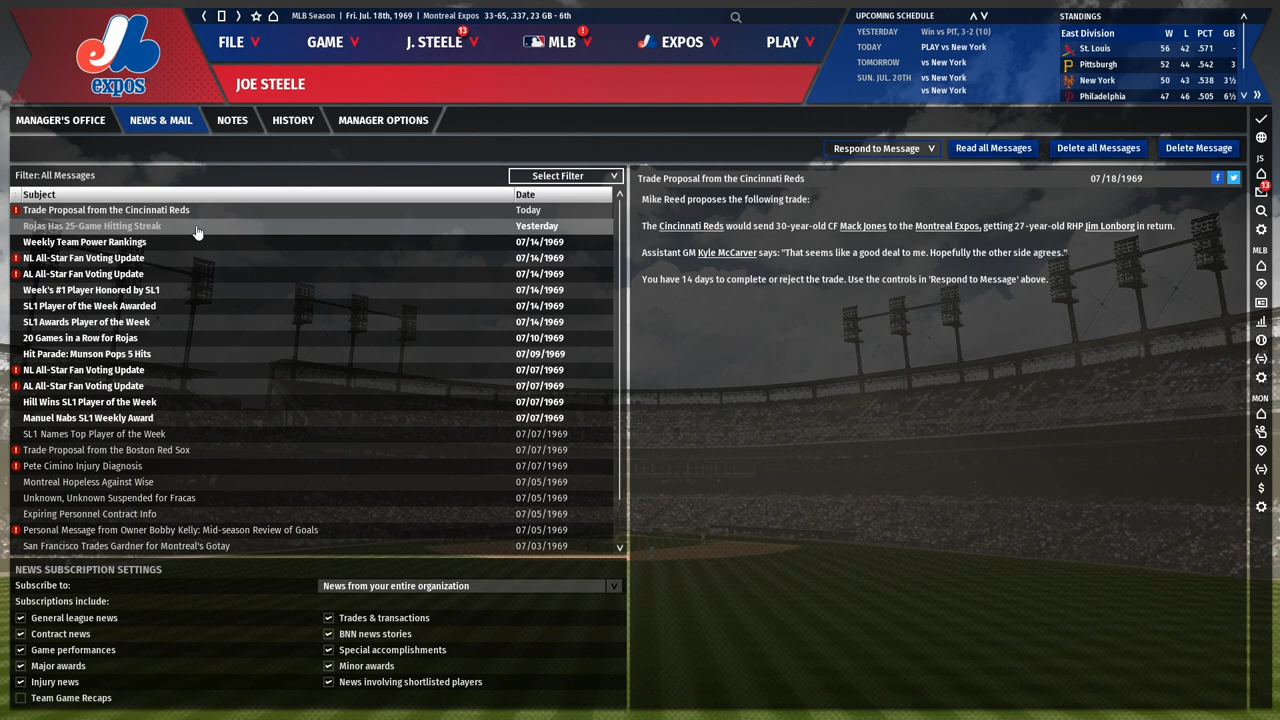 MLB Season | Fri. Jul. 18th, 1969 | Montreal Expos 33-65, .337, 23 GB - 6th
FILE
GAME
J. STEELE
13
MLB
!
EXPOS
PLAY
expos
JOE STEELE
UPCOMING SCHEDULE
YESTERDAY Win vs PIT, 3-2 (10)
TODAY PLAY vs New York
TOMORROW vs New York
SUN. JUL. 20TH vs New York
vs New York
STANDINGS
East Division W L PCT GB
St. Louis 56 42 .571 -
Pittsburgh 52 44 .542 3
New York 50 43 .538 3½
Philadelphia 47 46 .505 6½
MANAGER'S OFFICE
NEWS & MAIL
NOTES
HISTORY
MANAGER OPTIONS
Respond to Message
Read all Messages
Delete all Messages
Delete Message
Filter: All Messages
Select Filter
Subject Date
! Trade Proposal from the Cincinnati Reds Today
Rojas Has 25-Game Hitting Streak Yesterday
Weekly Team Power Rankings 07/14/1969
! NL All-Star Fan Voting Update 07/14/1969
! AL All-Star Fan Voting Update 07/14/1969
Week's #1 Player Honored by SL1 07/14/1969
SL1 Player of the Week Awarded 07/14/1969
SL1 Awards Player of the Week 07/14/1969
20 Games in a Row for Rojas 07/10/1969
Hit Parade: Munson Pops 5 Hits 07/09/1969
! NL All-Star Fan Voting Update 07/07/1969
! AL All-Star Fan Voting Update 07/07/1969
Hill Wins SL1 Player of the Week 07/07/1969
Manuel Nabs SL1 Weekly Award 07/07/1969
SL1 Names Top Player of the Week 07/07/1969
! Trade Proposal from the Boston Red Sox 07/07/1969
! Pete Cimino Injury Diagnosis 07/07/1969
Montreal Hopeless Against Wise 07/05/1969
Unknown, Unknown Suspended for Fracas 07/05/1969
Expiring Personnel Contract Info 07/05/1969
! Personal Message from Owner Bobby Kelly: Mid-season Review of Goals 07/05/1969
San Francisco Trades Gardner for Montreal's Gotay 07/03/1969
NEWS SUBSCRIPTION SETTINGS
Subscribe to: News from your entire organization
Subscriptions include:
General league news Trades & transactions
Contract news BNN news stories
Game performances Special accomplishments
Major awards Minor awards
Injury news News involving shortlisted players
Team Game Recaps
Trade Proposal from the Cincinnati Reds 07/18/1969
Mike Reed proposes the following trade:
The Cincinnati Reds would send 30-year-old CF Mack Jones to the Montreal Expos, getting 27-year-old RHP Jim Lonborg in return.
Assistant GM Kyle McCarver says: "That seems like a good deal to me. Hopefully the other side agrees."
You have 14 days to complete or reject the trade. Use the controls in 'Respond to Message' above.
JS
13
MLB
MON
$